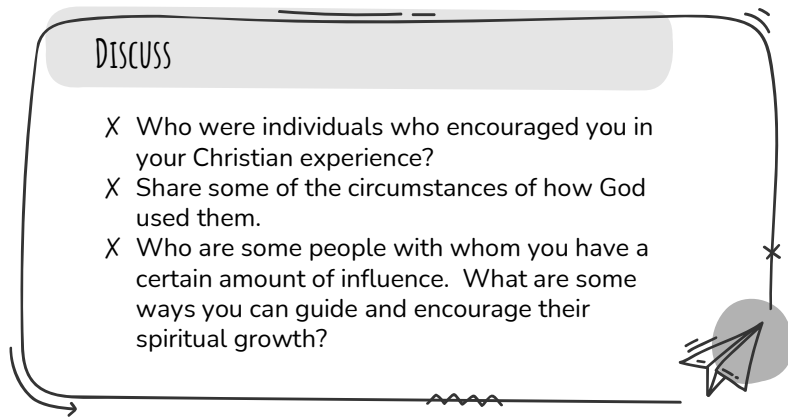 Discuss
✗ Who were individuals who encouraged you in
your Christian experience?
✗ Share some of the circumstances of how God
used them.
✗ Who are some people with whom you have a
certain amount of influence.  What are some
ways you can guide and encourage their
spiritual growth?